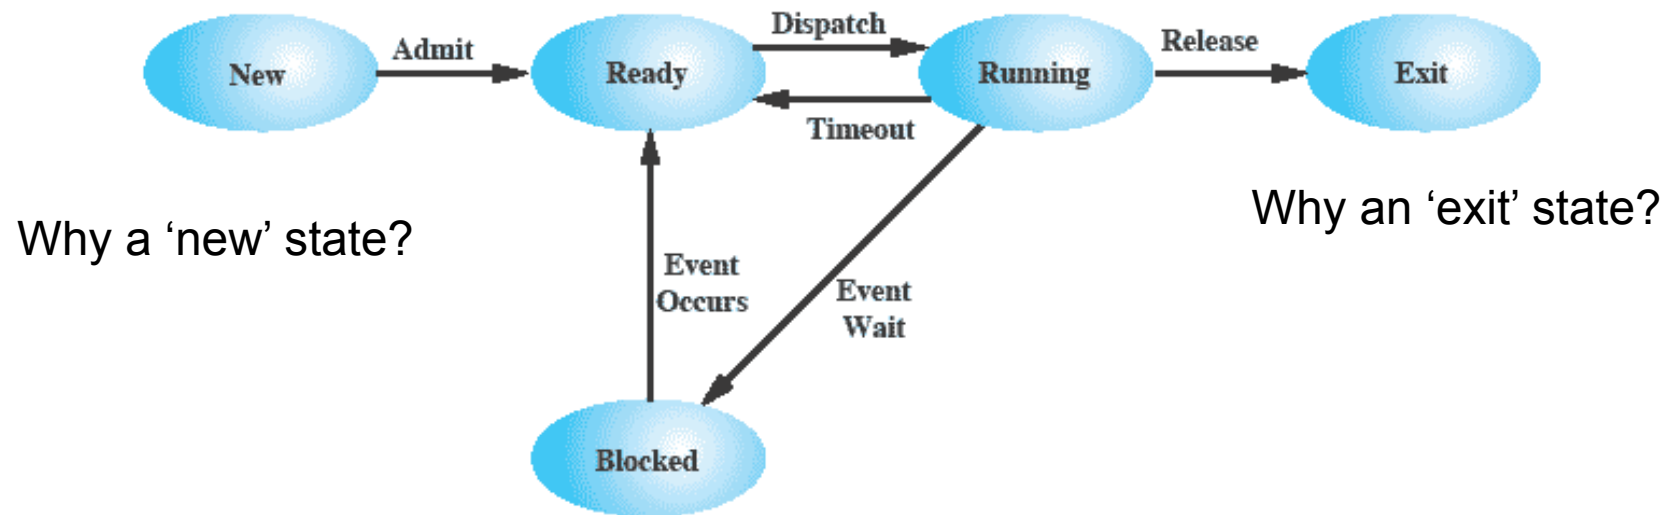 New
Admit
Ready
Dispatch
Timeout
Running
Release
Exit
Why a ‘new’ state?
Why an ‘exit’ state?
Event
Occurs
Event
Wait
Blocked